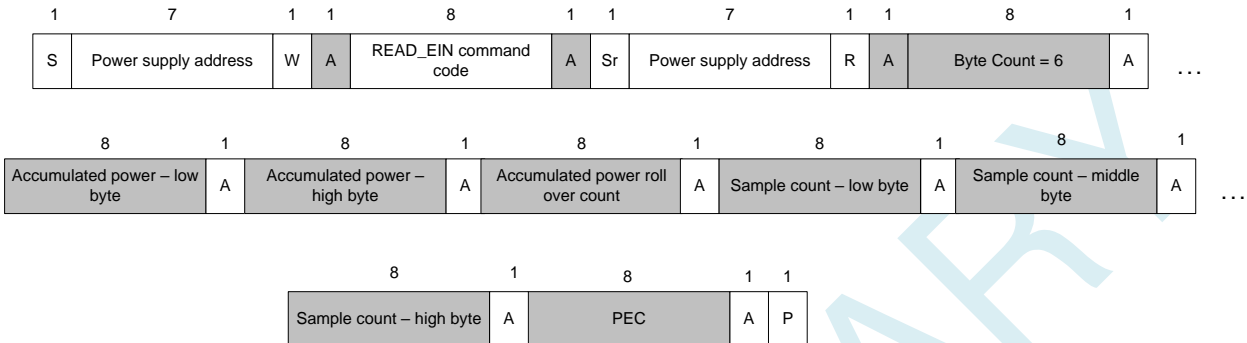 1 7 1 1 8 1 1 7 1 1 8 1
S Power supply address W A READ_EIN command code A Sr Power supply address R A Byte Count = 6 A ...
8 1 8 1 8 1 8 1 8 1
Accumulated power – low byte A Accumulated power – high byte A Accumulated power roll over count A Sample count – low byte A Sample count – middle byte A ...
8 1 8 1 1
Sample count – high byte A PEC A P